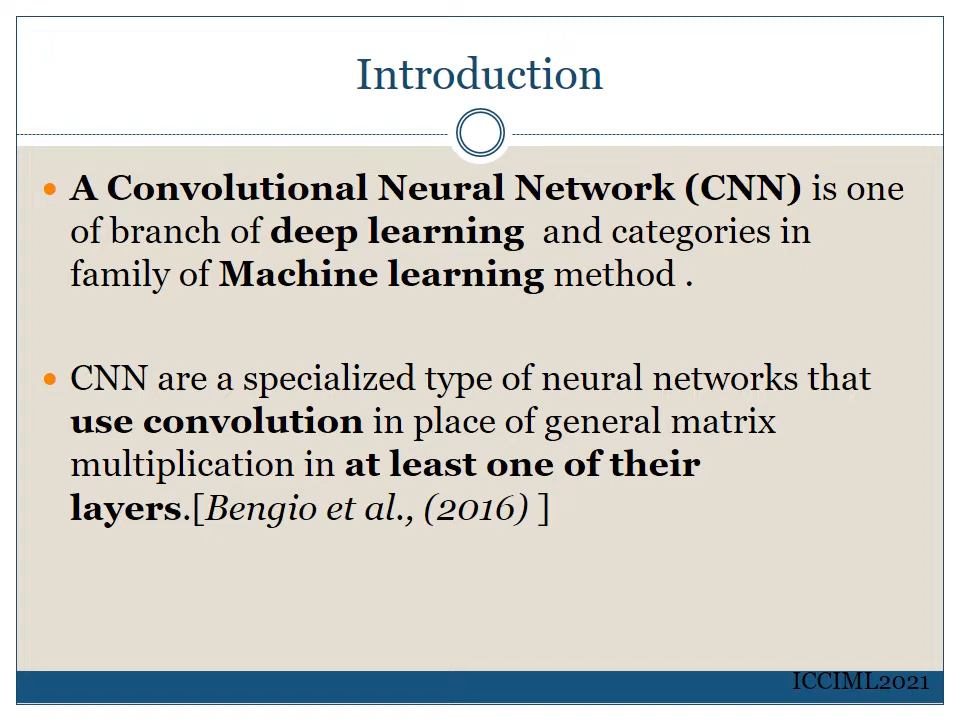 Introduction
• A Convolutional Neural Network (CNN) is one
of branch of deep learning and categories in
family of Machine learning method .
• CNN are a specialized type of neural networks that
use convolution in place of general matrix
multiplication in at least one of their
layers.[Bengio et al., (2016) ]
ICCIML2021